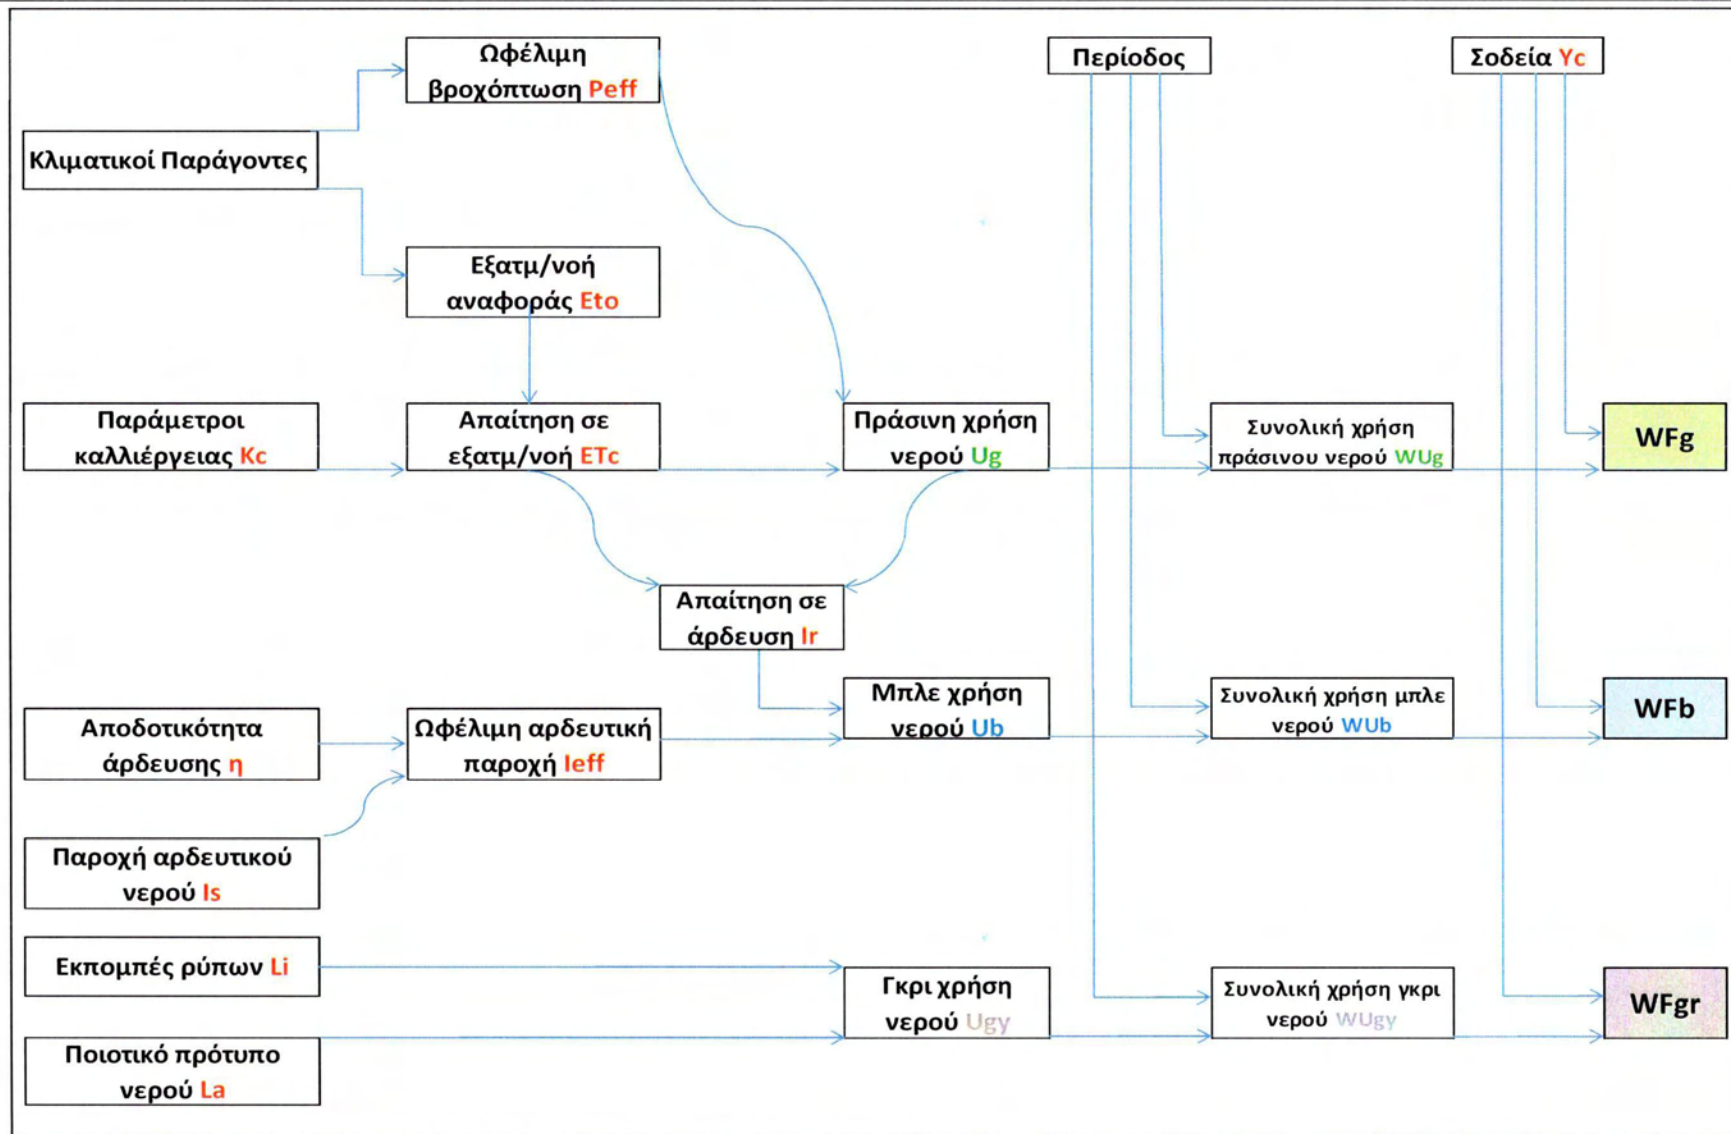 Ωφέλιμη
βροχόπτωση Peff
Περίοδος
Σοδεία Yc
Κλιματικοί Παράγοντες
Εξατμ/νοή
αναφοράς Eto
Παράμετροι
καλλιέργειας Kc
Απαίτηση σε
εξατμ/νοή ETc
Πράσινη χρήση
νερού Ug
Συνολική χρήση
πράσινου νερού WUg
WFg
Απαίτηση σε
άρδευση Ir
Αποδοτικότητα
άρδευσης η
Ωφέλιμη αρδευτική
παροχή Ieff
Μπλε χρήση
νερού Ub
Συνολική χρήση μπλε
νερού WUb
WFb
Παροχή αρδευτικού
νερού Is
Εκπομπές ρύπων Li
Γκρι χρήση
νερού Ugy
Συνολική χρήση γκρι
νερού WUgy
WFgr
Ποιοτικό πρότυπο
νερού La